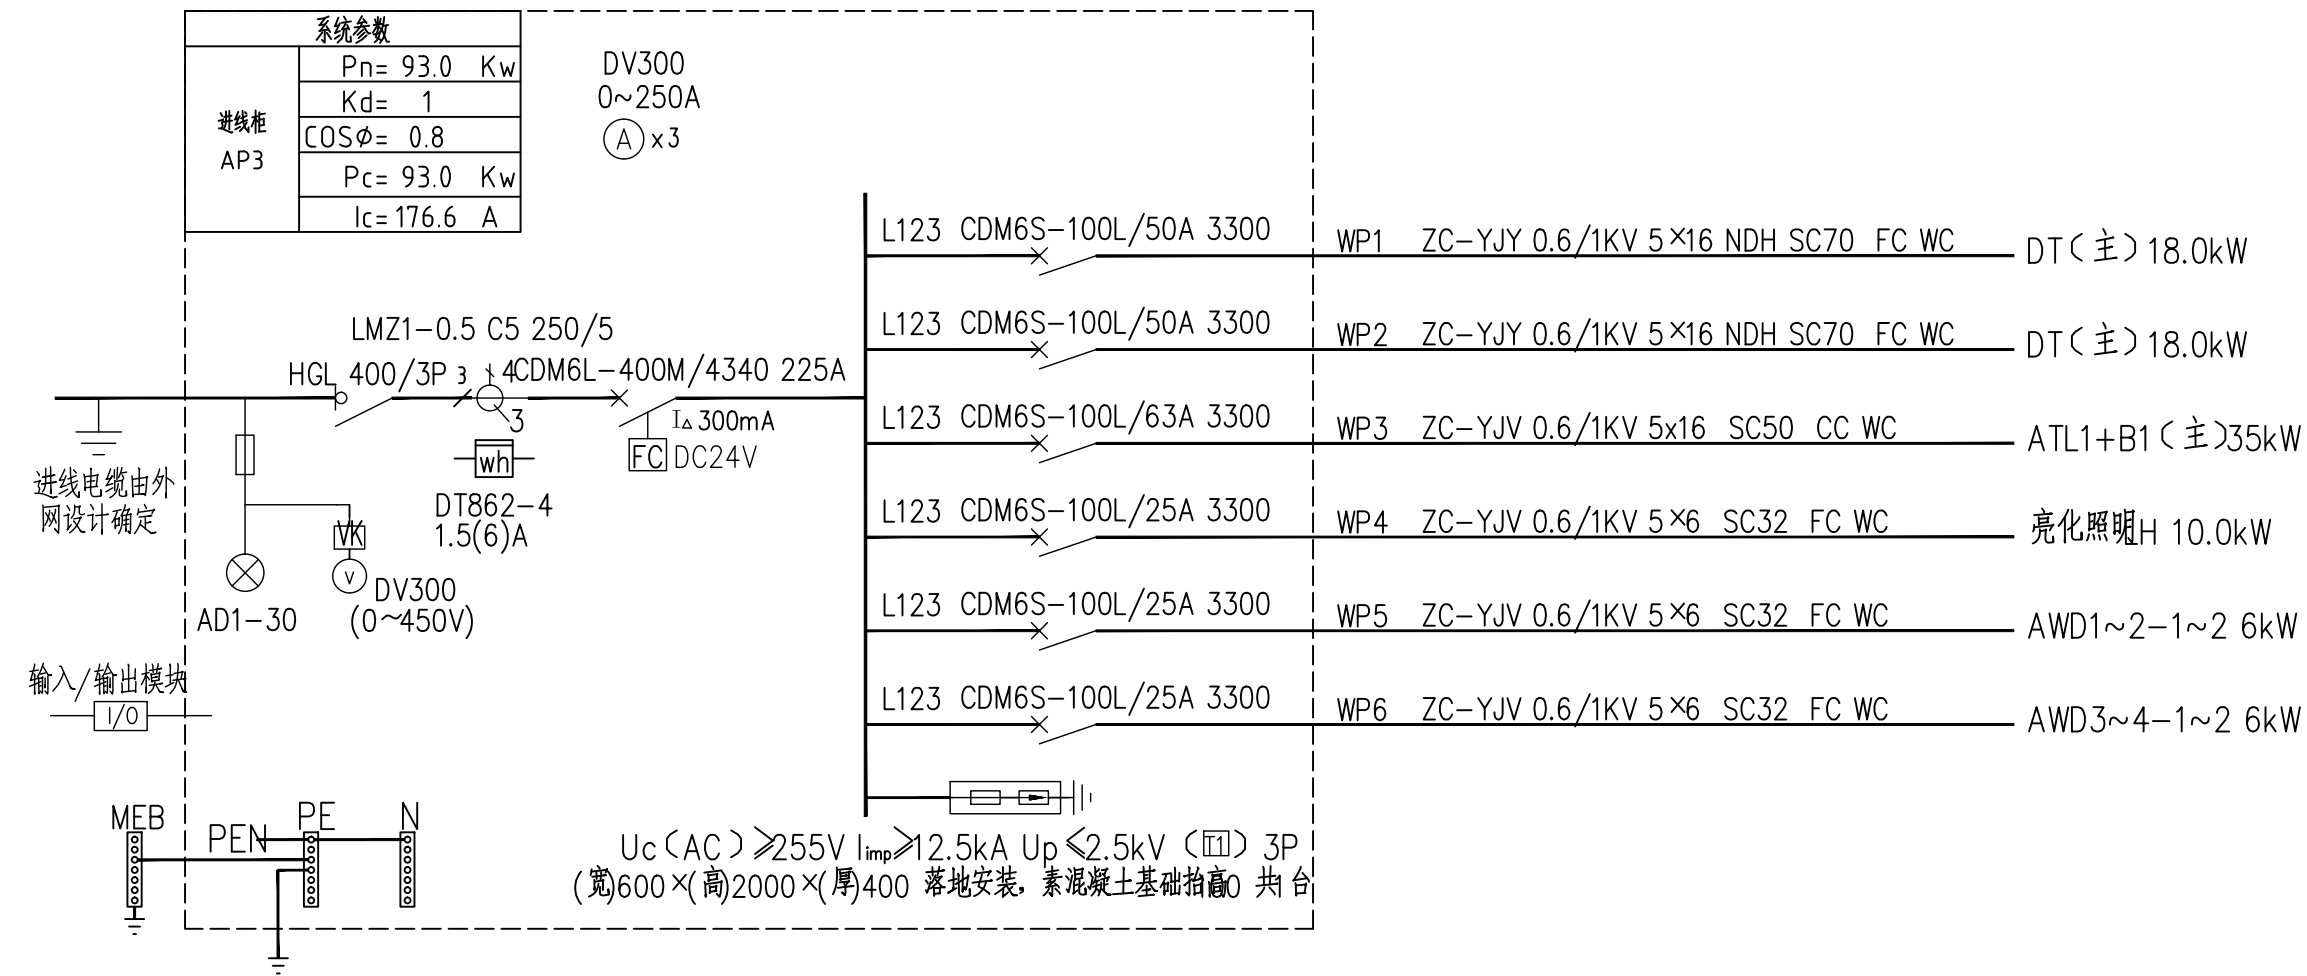 系统参数
进线柜
AP3
Pn= 93.0 Kw
Kd= 1
COSΦ= 0.8
Pc= 93.0 Kw
Ic= 176.6 A
DV300
0~250A
A x3
LMZ1-0.5 C5 250/5
HGL 400/3P 3 4 CDM6L-400M/4340 225A
3
I△ 300mA
FC DC24V
wh
DT862-4
1.5(6)A
进线电缆由外
网设计确定
VK
V
DV300
(0~450V)
AD1-30
输入/输出模块
I/O
L123 CDM6S-100L/50A 3300 WP1 ZC-YJY 0.6/1KV 5×16 NDH SC70 FC WC DT(主)18.0kW
L123 CDM6S-100L/50A 3300 WP2 ZC-YJY 0.6/1KV 5×16 NDH SC70 FC WC DT(主)18.0kW
L123 CDM6S-100L/63A 3300 WP3 ZC-YJV 0.6/1KV 5x16 SC50 CC WC ATL1+B1(主)35kW
L123 CDM6S-100L/25A 3300 WP4 ZC-YJV 0.6/1KV 5×6 SC32 FC WC 亮化照明LH 10.0kW
L123 CDM6S-100L/25A 3300 WP5 ZC-YJV 0.6/1KV 5×6 SC32 FC WC AWD1~2-1~2 6kW
L123 CDM6S-100L/25A 3300 WP6 ZC-YJV 0.6/1KV 5×6 SC32 FC WC AWD3~4-1~2 6kW
MEB PEN PE N
Uc(AC)≥255V Iimp≥12.5kA Up≤2.5kV (T1) 3P
(宽)600×(高)2000×(厚)400 落地安装，素混凝土基础抬高100 共1台